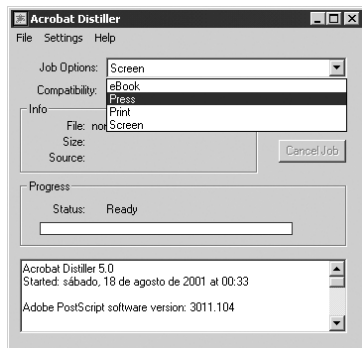 Acrobat Distiller
File Settings Help
Job Options: Screen
eBook
Compatibility:
Press
Info
Print
File:
Screen
Size:
Source:
Cancel Job
Progress
Status: Ready
Acrobat Distiller 5.0
Started: sábado, 18 de agosto de 2001 at 00:33
Adobe PostScript software version: 3011.104